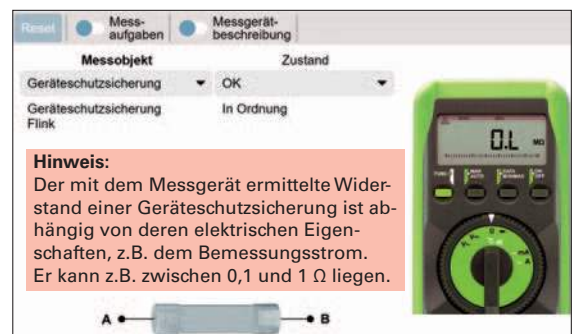 Reset
Mess-
aufgaben
Messgerät-
beschreibung
Messobjekt
Zustand
Geräteschutzsicherung
OK
Geräteschutzsicherung
Flink
In Ordnung
Hinweis:
Der mit dem Messgerät ermittelte Wider-
stand einer Geräteschutzsicherung ist ab-
hängig von deren elektrischen Eigen-
schaften, z.B. dem Bemessungsstrom.
Er kann z.B. zwischen 0,1 und 1 Ω liegen.
0.L MΩ
A
B